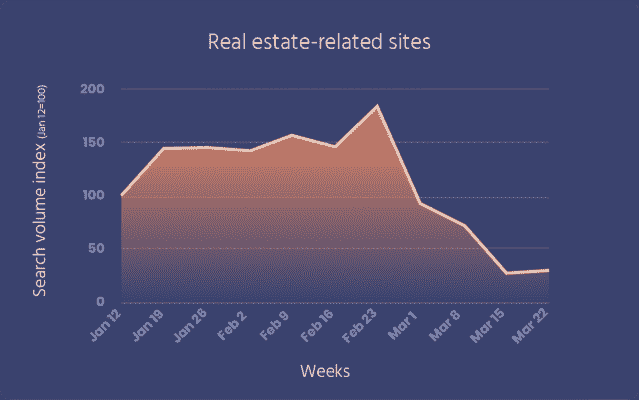 Real estate-related sites
Search volume index (Jan 12=100)
200
150
100
50
0
Jan 12
Jan 19
Jan 26
Feb 2
Feb 9
Feb 16
Feb 23
Mar 1
Mar 8
Mar 15
Mar 22
Weeks